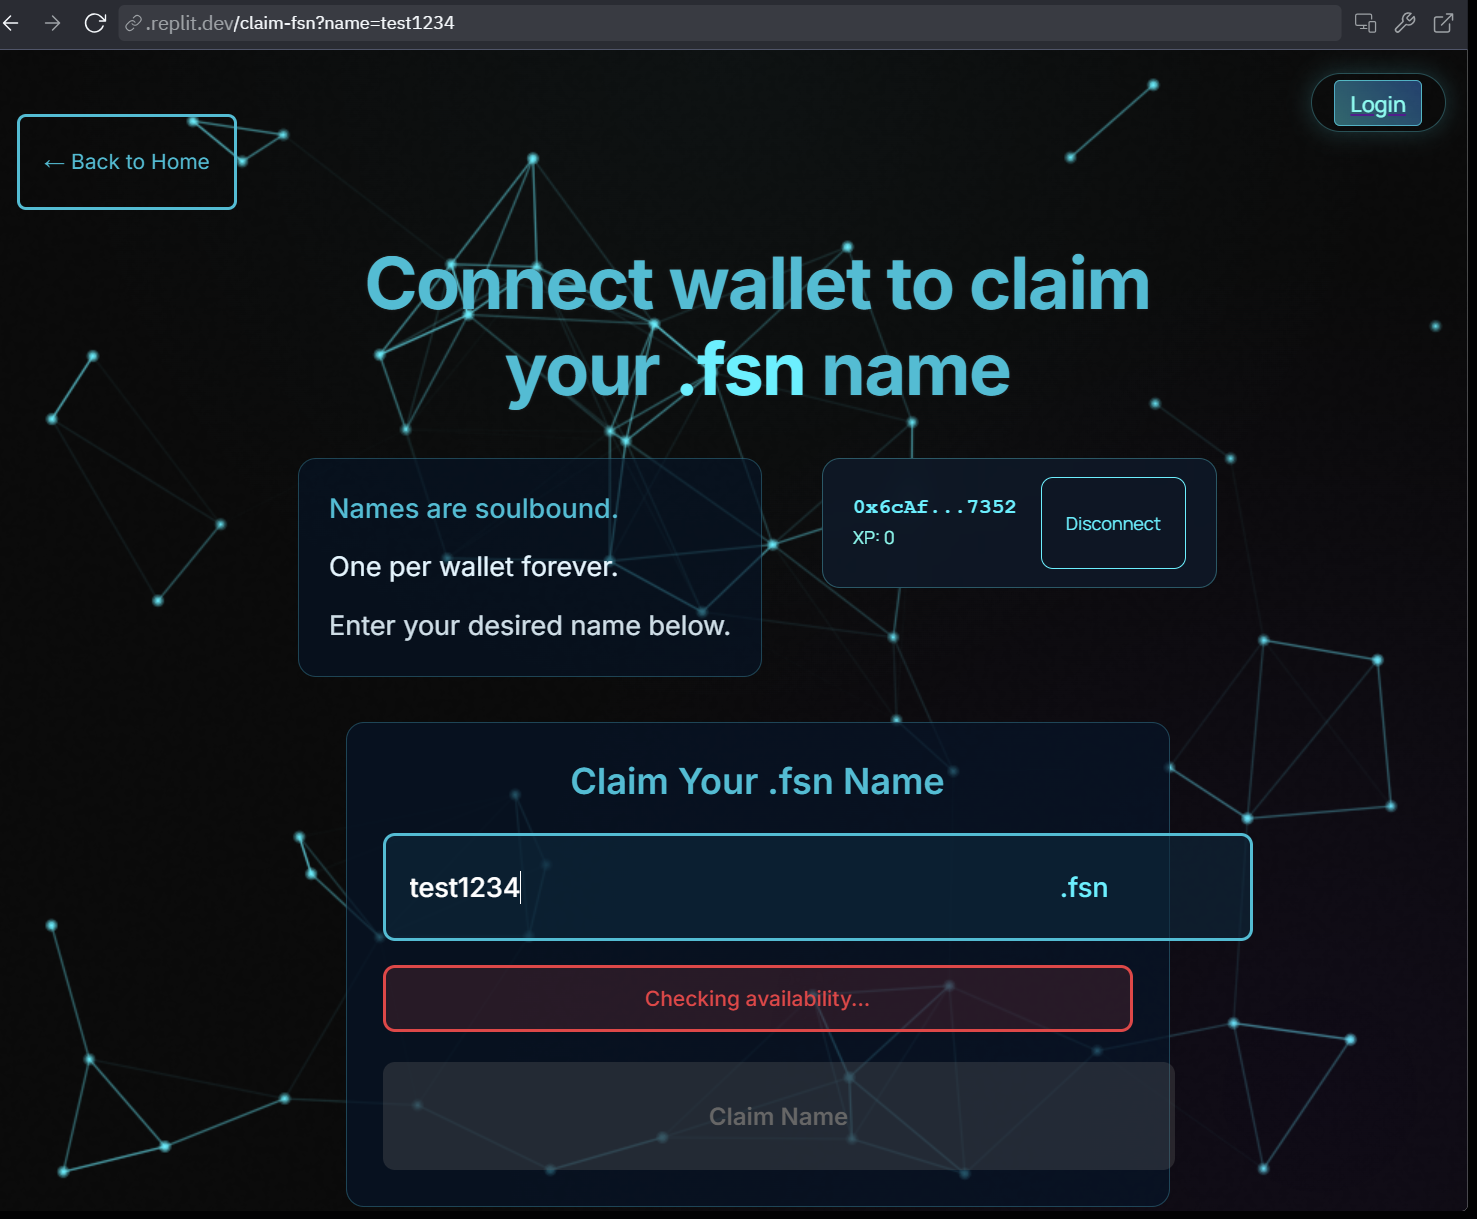 .replit.dev/claim-fsn?name=test1234
Login
← Back to Home
Connect wallet to claim
your .fsn name
Names are soulbound.
One per wallet forever.
Enter your desired name below.
0x6cAf...7352
XP: 0
Disconnect
Claim Your .fsn Name
test1234
.fsn
Checking availability...
Claim Name